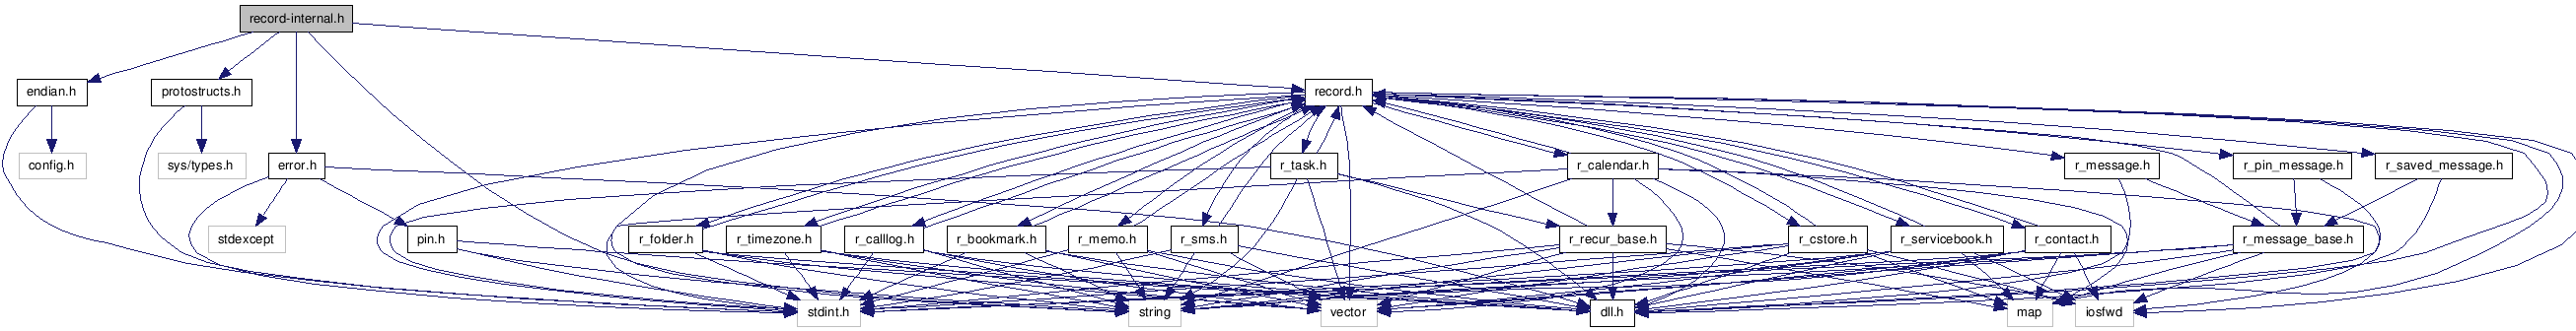 record-internal.h
endian.h
protostructs.h
record.h
config.h
sys/types.h
error.h
r_task.h
r_calendar.h
r_message.h
r_pin_message.h
r_saved_message.h
stdexcept
pin.h
r_folder.h
r_timezone.h
r_calllog.h
r_bookmark.h
r_memo.h
r_sms.h
r_recur_base.h
r_cstore.h
r_servicebook.h
r_contact.h
r_message_base.h
stdint.h
string
vector
dll.h
map
iosfwd